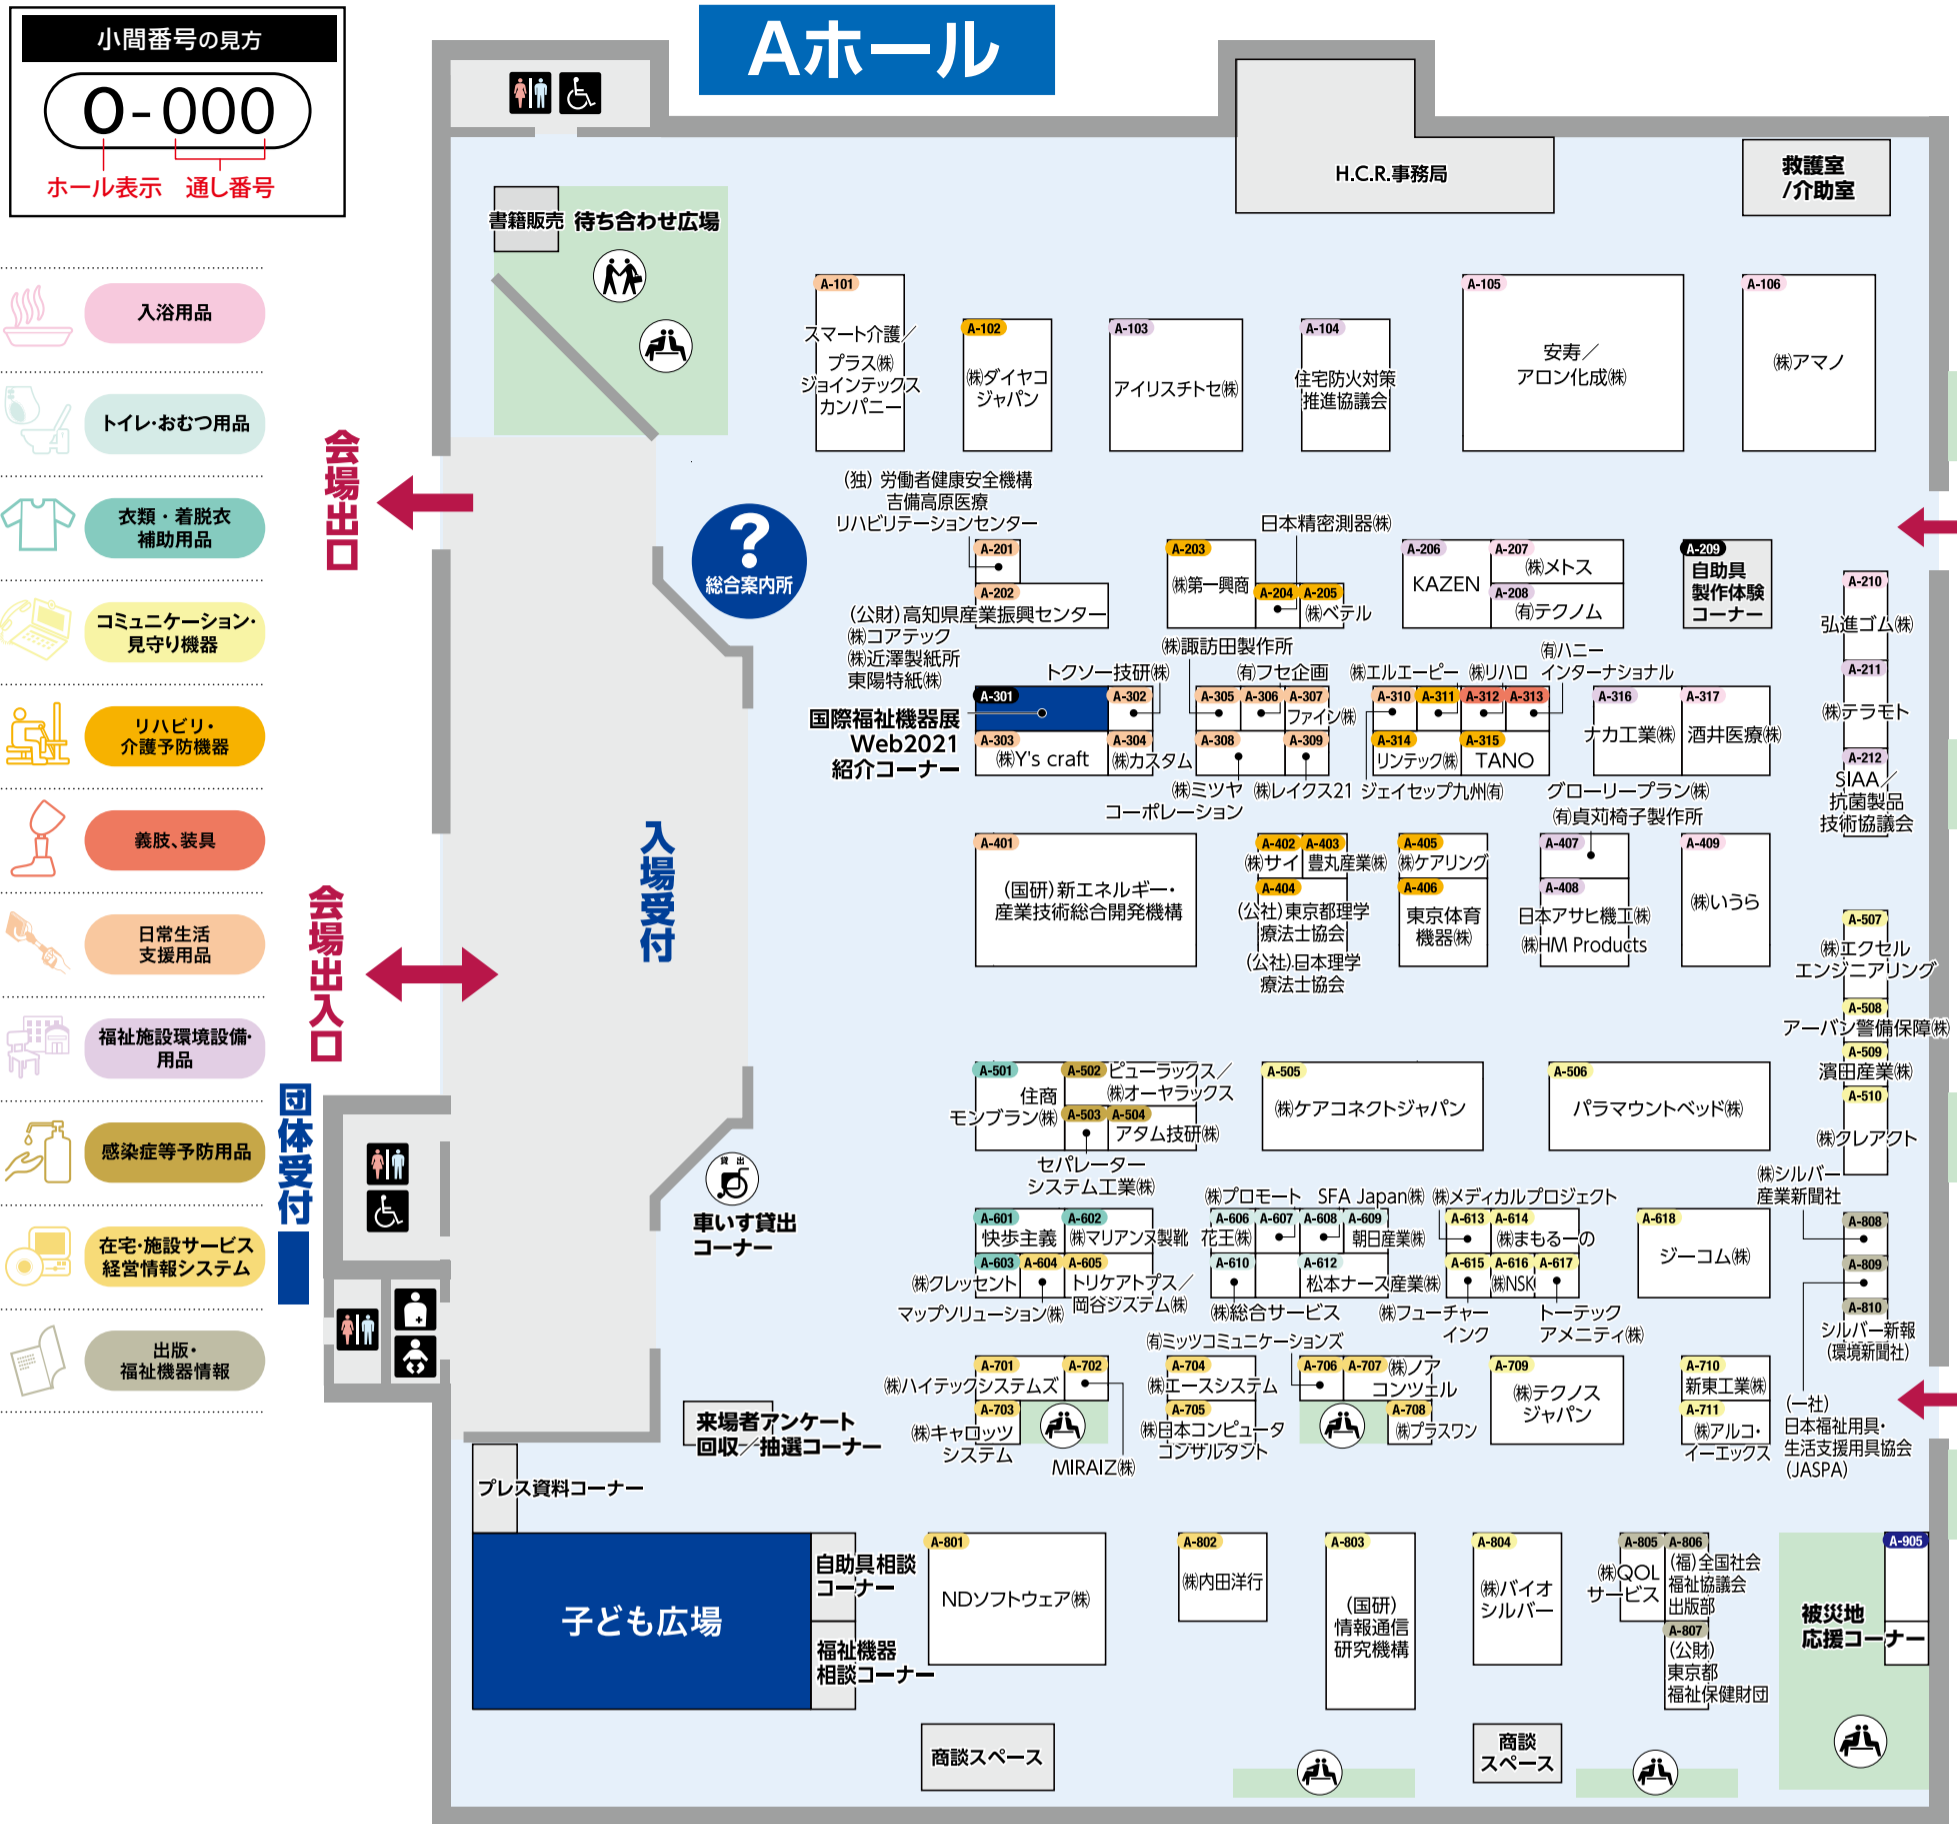 小間番号の見方
O-000
ホール表示 通し番号
入浴用品
トイレ・おむつ用品
衣類・着脱衣
補助用品
コミュニケーション・
見守り機器
リハビリ・
介護予防機器
義肢、装具
日常生活
支援用品
福祉施設環境設備・
用品
感染症等予防用品
在宅・施設サービス
経営情報システム
出版・
福祉機器情報
Aホール
H.C.R.事務局
救護室
/介助室
書籍販売
待ち合わせ広場
会場出口
会場出入口
団体受付
入場受付
?
総合案内所
貸出
車いす貸出
コーナー
来場者アンケート
回収／抽選コーナー
プレス資料コーナー
子ども広場
自助具相談
コーナー
福祉機器
相談コーナー
A-101
スマート介護／
プラス㈱
ジョインテックス
カンパニー
A-102
㈱ダイヤコ
ジャパン
A-103
アイリスチトセ㈱
A-104
住宅防火対策
推進協議会
A-105
安寿／
アロン化成㈱
A-106
㈱アマノ
(独) 労働者健康安全機構
吉備高原医療
リハビリテーションセンター
A-201
A-202
(公財)高知県産業振興センター
㈱コアテック
㈱近澤製紙所
東陽特紙㈱
A-203
㈱第一興商
日本精密測器㈱
A-204
A-205
㈱ベテル
A-206
KAZEN
A-207
㈱メトス
A-208
㈲テクノム
A-209
自助具
製作体験
コーナー
A-210
弘進ゴム㈱
A-211
㈱テラモト
A-212
SIAA／
抗菌製品
技術協議会
A-301
国際福祉機器展
Web2021
紹介コーナー
トクソー技研㈱
A-302
A-303
㈱Y's craft
A-304
㈱カスタム
㈱諏訪田製作所
A-305
㈲フセ企画
A-306
A-307
ファイン㈱
A-308
㈱ミツヤ
コーポレーション
A-309
㈱レイクス21
A-310
ジェイセップ九州㈲
㈱エルエーピー
A-311
㈱リハロ
A-312
㈲ハニー
インターナショナル
A-313
A-314
リンテック㈱
A-315
TANO
A-316
ナカ工業㈱
A-317
酒井医療㈱
A-401
(国研)新エネルギー・
産業技術総合開発機構
A-402
㈱サイ
A-403
豊丸産業㈱
A-404
(公社)東京都理学
療法士協会
(公社)日本理学
療法士協会
A-405
㈱ケアリング
A-406
東京体育
機器㈱
グローリープラン㈱
㈲貞苅椅子製作所
A-407
A-408
日本アサヒ機工㈱
㈱HM Products
A-409
㈱いうら
A-501
住商
モンブラン㈱
A-502
ピューラックス／
㈱オーヤラックス
A-503
セパレーター
システム工業㈱
A-504
アタム技研㈱
A-505
㈱ケアコネクトジャパン
A-506
パラマウントベッド㈱
A-507
㈱エクセル
エンジニアリング
A-508
アーバン警備保障㈱
A-509
濱田産業㈱
A-510
㈱クレアクト
A-601
快歩主義
A-602
㈱マリアンヌ製靴
A-603
㈱クレッセント
A-604
マップソリューション㈱
A-605
トリケアトプス／
岡谷システム㈱
A-606
花王㈱
㈱プロモート
A-607
SFA Japan㈱
A-608
A-609
朝日産業㈱
A-610
㈱総合サービス
A-612
松本ナース産業㈱
㈱メディカルプロジェクト
A-613
A-614
㈱まもるーの
A-615
㈱フューチャー
インク
A-616
㈱NSK
A-617
トーテック
アメニティ㈱
A-618
ジーコム㈱
A-701
㈱ハイテックシステムズ
A-702
MIRAIZ㈱
A-703
㈱キャロッツ
システム
A-704
㈱エースシステム
A-705
㈱日本コンピュータ
コンサルタント
㈲ミッツコミュニケーションズ
A-706
A-707
㈱ノア
コンツェル
A-708
㈱プラスワン
A-709
㈱テクノス
ジャパン
A-710
新東工業㈱
A-711
㈱アルコ・
イーエックス
A-801
NDソフトウェア㈱
A-802
㈱内田洋行
A-803
(国研)
情報通信
研究機構
A-804
㈱バイオ
シルバー
A-805
㈱QOL
サービス
A-806
(福)全国社会
福祉協議会
出版部
A-807
(公財)
東京都
福祉保健財団
㈱シルバー
産業新聞社
A-808
A-809
(一社)
日本福祉用具・
生活支援用具協会
(JASPA)
A-810
シルバー新報
(環境新聞社)
A-905
被災地
応援コーナー
商談スペース
商談
スペース